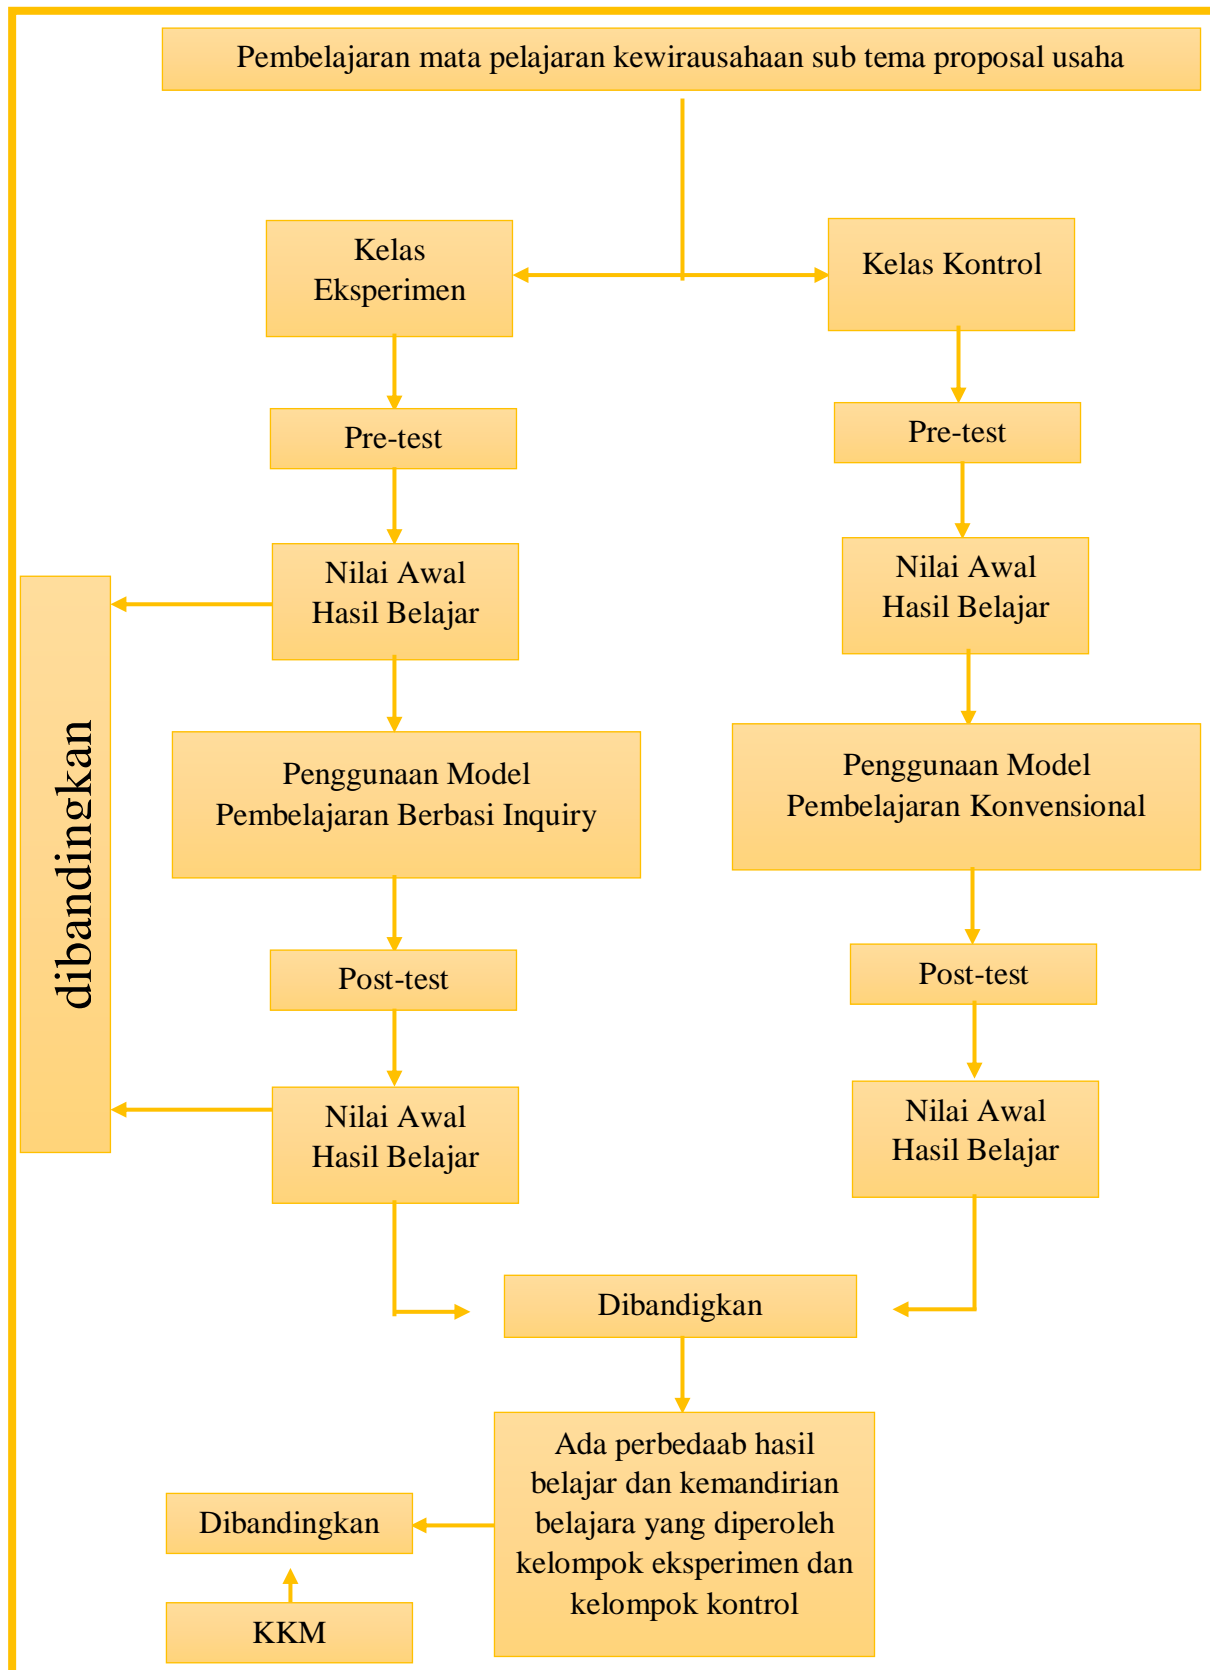 Pembelajaran mata pelajaran kewirausahaan sub tema proposal usaha
Kelas
Eksperimen
Kelas Kontrol
Pre-test
Pre-test
Nilai Awal
Hasil Belajar
Nilai Awal
Hasil Belajar
dibandingkan
Penggunaan Model
Pembelajaran Berbasi Inquiry
Penggunaan Model
Pembelajaran Konvensional
Post-test
Post-test
Nilai Awal
Hasil Belajar
Nilai Awal
Hasil Belajar
Dibandigkan
Ada perbedaab hasil
belajar dan kemandirian
belajara yang diperoleh
kelompok eksperimen dan
kelompok kontrol
Dibandingkan
KKM